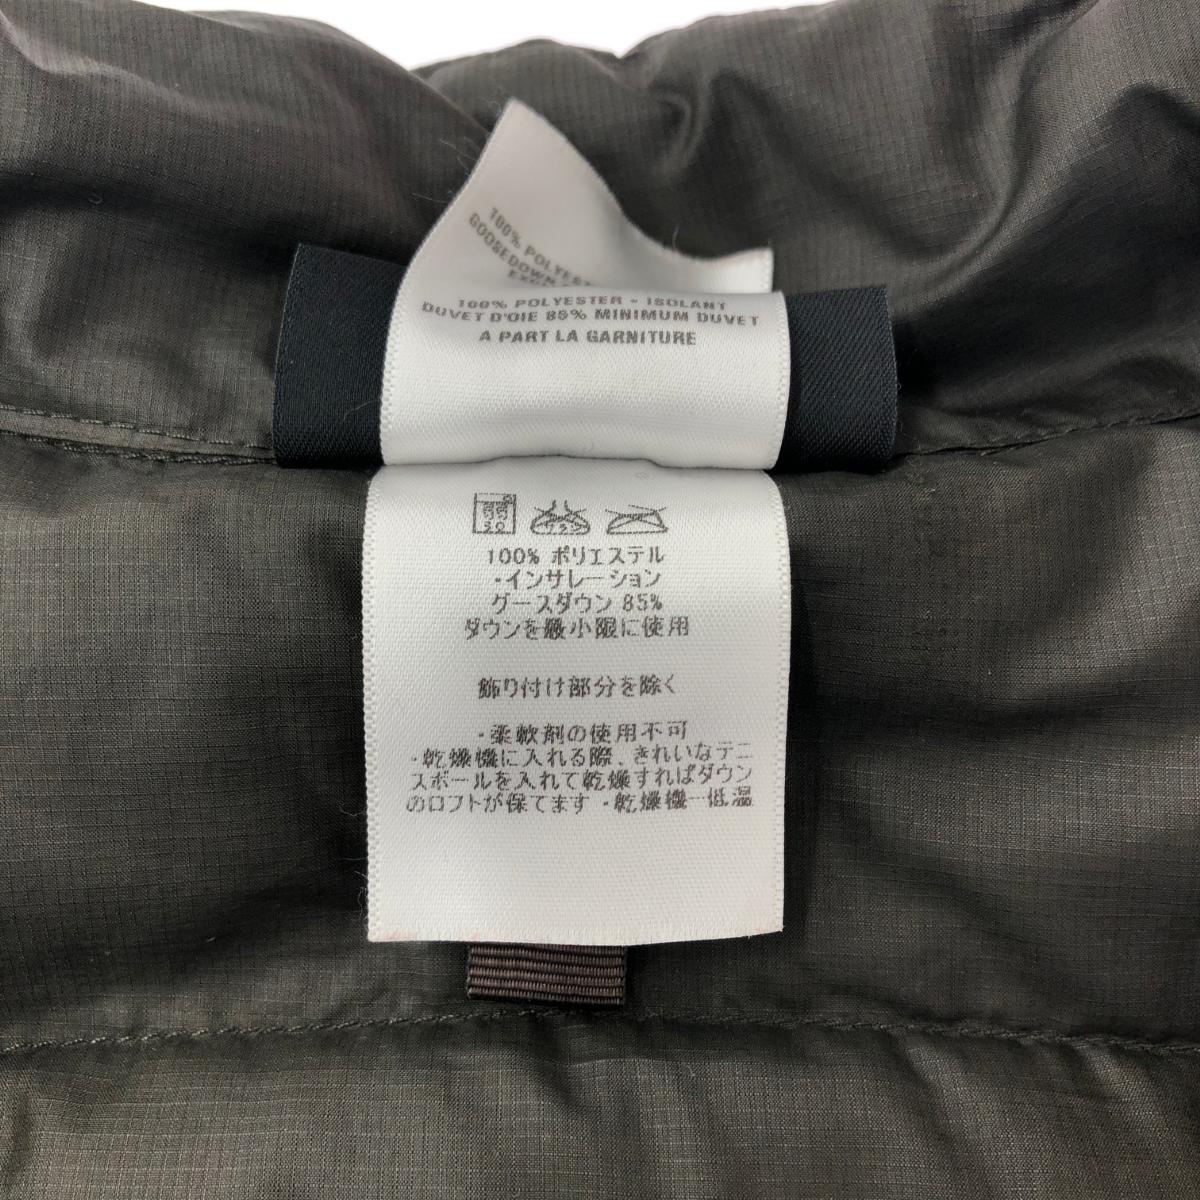 100% POLYEST
GOOSEDOWN
100% POLYESTER - ISOLANT
DUVET D'OIE 85% MINIMUM DUVET
A PART LA GARNITURE
100% ポリエステル
・インサレーション
グースダウン 85%
ダウンを最小限に使用
飾り付け部分を除く
・柔軟剤の使用不可
・乾燥機に入れる際、きれいなテニ
スボールを入れて乾燥すればダウン
のロフトが保てます ・乾燥機ー低温